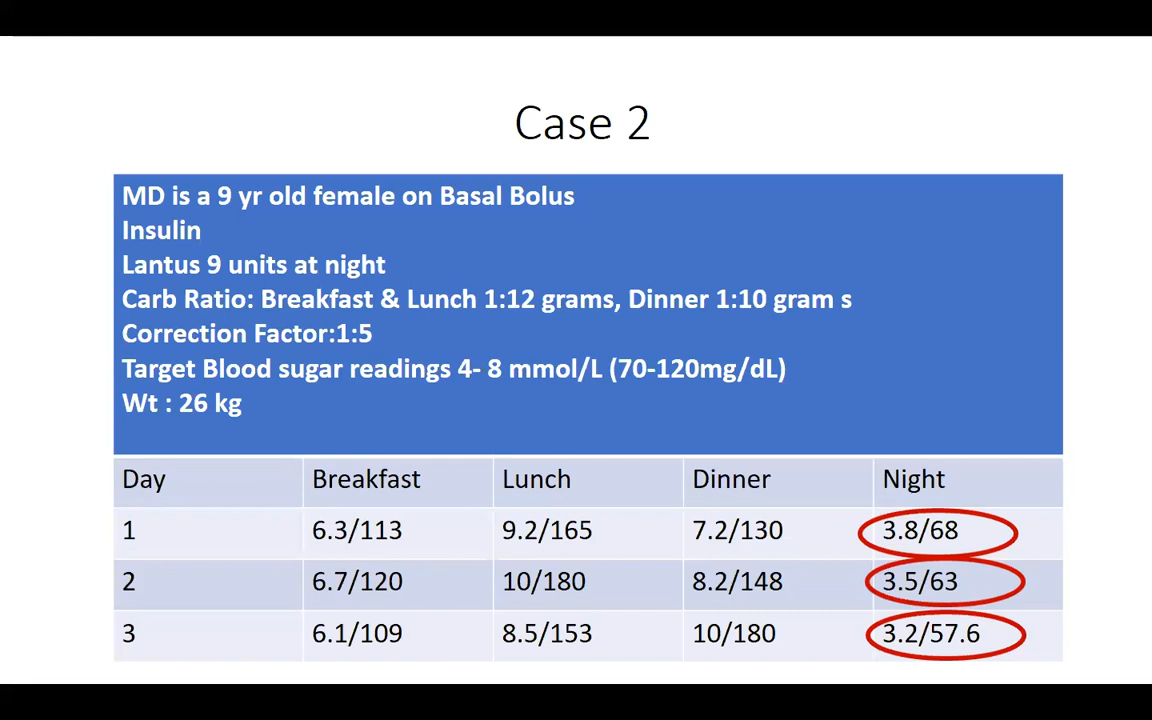 Case 2
MD is a 9 yr old female on Basal Bolus
Insulin
Lantus 9 units at night
Carb Ratio: Breakfast & Lunch 1:12 grams, Dinner 1:10 gram s
Correction Factor:1:5
Target Blood sugar readings 4- 8 mmol/L (70-120mg/dL)
Wt : 26 kg
Day Breakfast Lunch Dinner Night
1 6.3/113 9.2/165 7.2/130 3.8/68
2 6.7/120 10/180 8.2/148 3.5/63
3 6.1/109 8.5/153 10/180 3.2/57.6